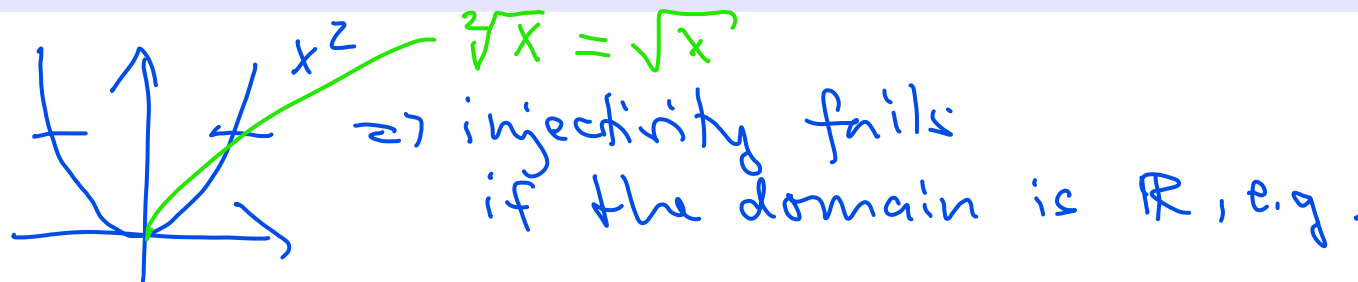 x² ²√x = √x
⇒ injectivity fails
if the domain is ℝ, e.g.